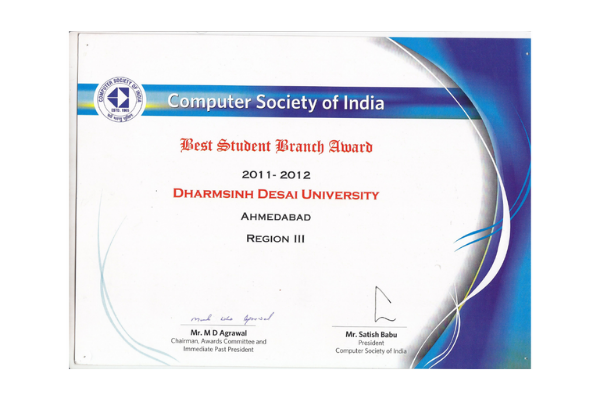 COMPUTER SOCIETY OF INDIA
ESTD. 1965
Computer Society of India
Best Student Branch Award
2011- 2012
DHARMSINH DESAI UNIVERSITY
AHMEDABAD
REGION III
Mr. M D Agrawal
Chairman, Awards Committee and
Immediate Past President
Mr. Satish Babu
President
Computer Society of India